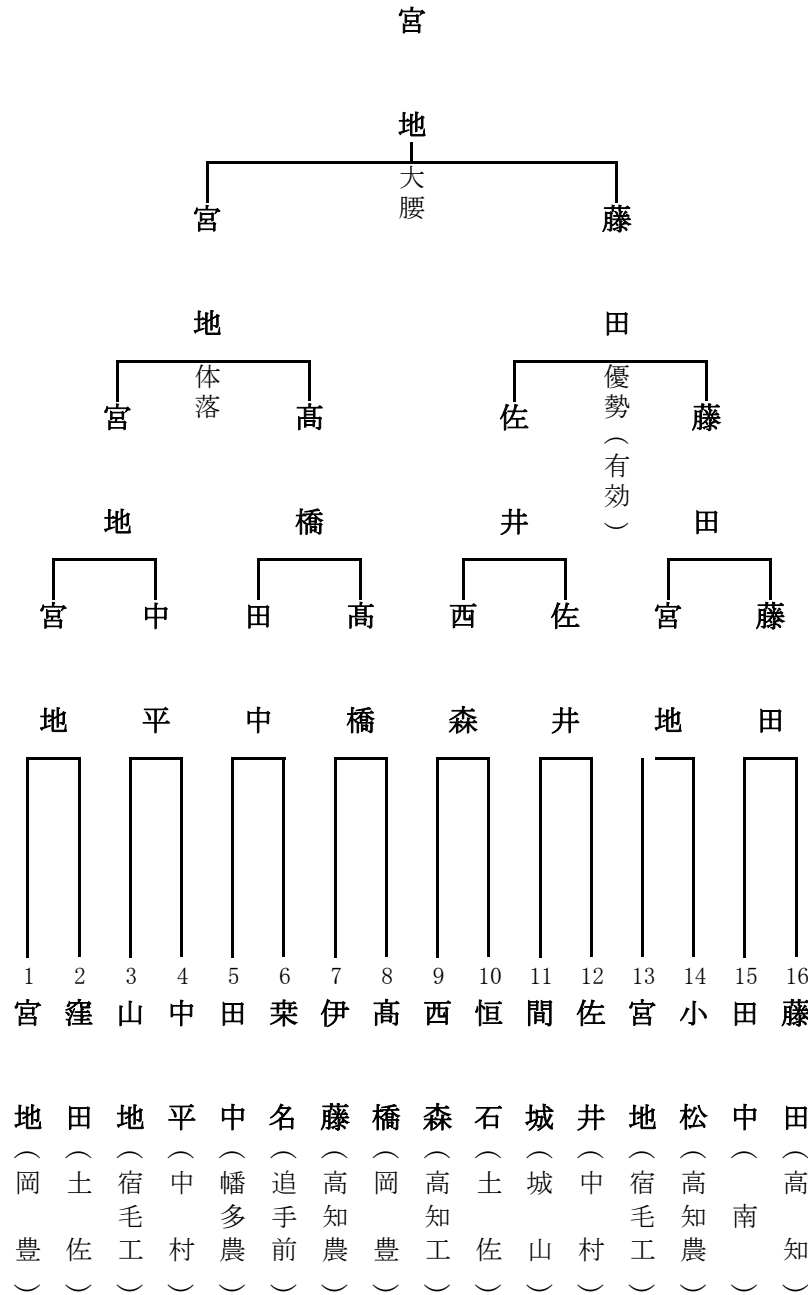 宮地
大腰
宮地
藤田
体落
優勢（有効）
宮地
髙橋
佐井
藤田
宮地
中平
田中
髙橋
西森
佐井
宮地
藤田
1
2
3
4
5
6
7
8
9
10
11
12
13
14
15
16
宮地（岡豊）
窪田（土佐）
山地（宿毛工）
中平（中村）
田中（幡多農）
桒名（追手前）
伊藤（高知農）
髙橋（岡豊）
西森（高知工）
恒石（土佐）
間城（城山）
佐井（中村）
宮地（宿毛工）
小松（高知農）
田中（南）
藤田（高知）